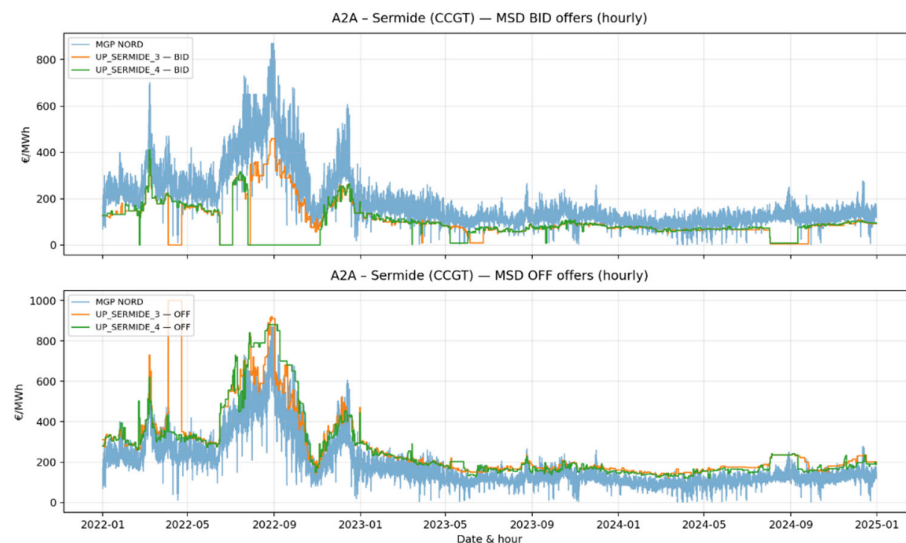 A2A – Sermide (CCGT) — MSD BID offers (hourly)
MGP NORD
UP_SERMIDE_3 — BID
UP_SERMIDE_4 — BID
800
600
400
200
0
€/MWh
A2A – Sermide (CCGT) — MSD OFF offers (hourly)
MGP NORD
UP_SERMIDE_3 — OFF
UP_SERMIDE_4 — OFF
1000
800
600
400
200
0
€/MWh
2022-01 2022-05 2022-09 2023-01 2023-05 2023-09 2024-01 2024-05 2024-09 2025-01
Date & hour